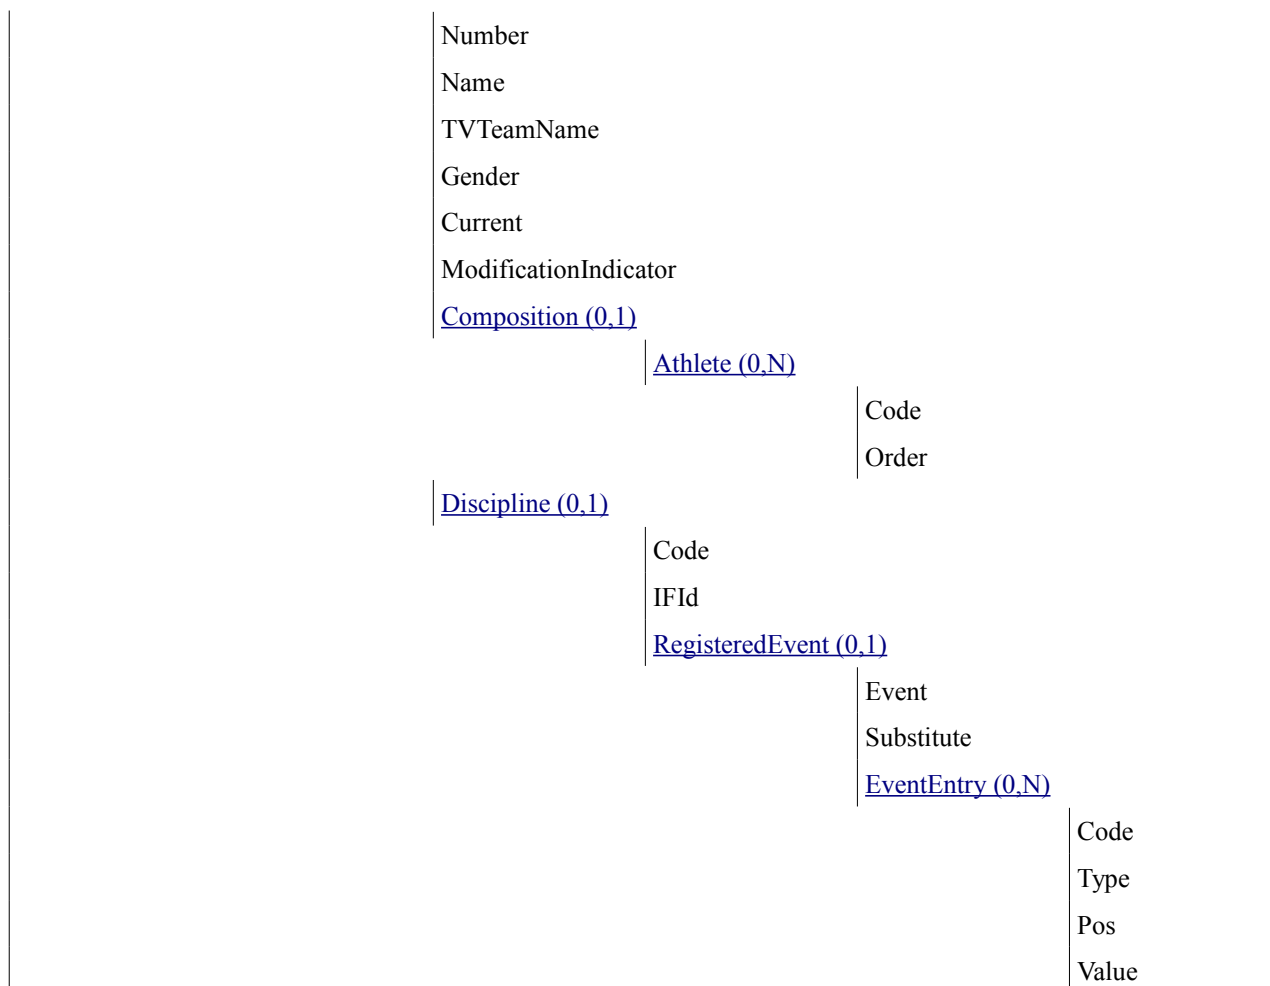 Number
Name
TVTeamName
Gender
Current
ModificationIndicator
Composition (0,1)
Athlete (0,N)
Code
Order
Discipline (0,1)
Code
IFId
RegisteredEvent (0,1)
Event
Substitute
EventEntry (0,N)
Code
Type
Pos
Value